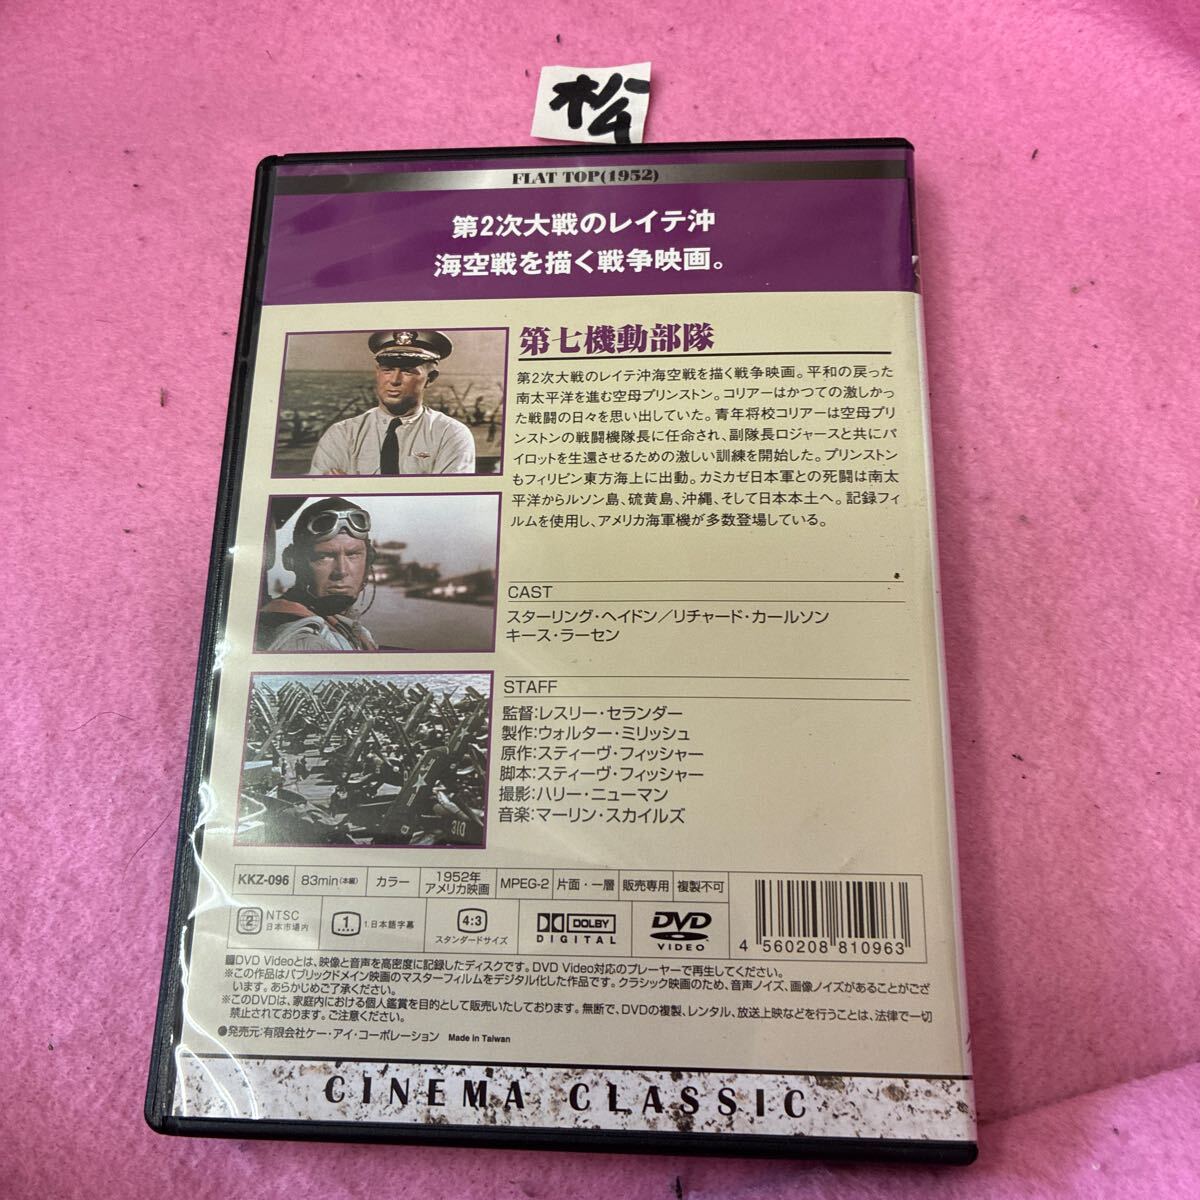 松
FLAT TOP(1952)
第2次大戦のレイテ沖
海空戦を描く戦争映画。
第七機動部隊
第2次大戦のレイテ沖海空戦を描く戦争映画。平和の戻った
南太平洋を進む空母プリンストン。コリアーはかつての激しかっ
た戦闘の日々を思い出していた。青年将校コリアーは空母プリ
ンストンの戦闘機隊長に任命され、副隊長ロジャースと共にパ
イロットを生還させるための激しい訓練を開始した。プリンストン
もフィリピン東方海上に出動。カミカゼ日本軍との死闘は南太
平洋からルソン島、硫黄島、沖縄、そして日本本土へ。記録フィ
ルムを使用し、アメリカ海軍機が多数登場している。
CAST
スターリング・ヘイドン／リチャード・カールソン
キース・ラーセン
STAFF
監督:レスリー・セランダー
製作:ウォルター・ミリッシュ
原作:スティーヴ・フィッシャー
脚本:スティーヴ・フィッシャー
撮影:ハリー・ニューマン
音楽:マーリン・スカイルズ
310
KKZ-096 83min(本編) カラー 1952年 アメリカ映画 MPEG-2 片面・一層 販売専用 複製不可
2 NTSC 日本市場内 1 1.日本語字幕 4:3 スタンダードサイズ DOLBY DIGITAL DVD VIDEO
4 560208 810963
■DVD Videoとは、映像と音声を高密度に記録したディスクです。DVD Video対応のプレーヤーで再生してください。
※この作品はパブリックドメイン映画のマスターフィルムをデジタル化した作品です。クラシック映画のため、音声ノイズ、画像ノイズがあることがござ
います。あらかじめご了承ください。
※このDVDは、家庭内における個人鑑賞を目的として販売いたしております。無断で、DVDの複製、レンタル、放送上映などを行うことは、法律で一切
禁止されております。ご注意ください。
●発売元:有限会社ケー・アイ・コーポレーション Made in Taiwan
CINEMA CLASSIC